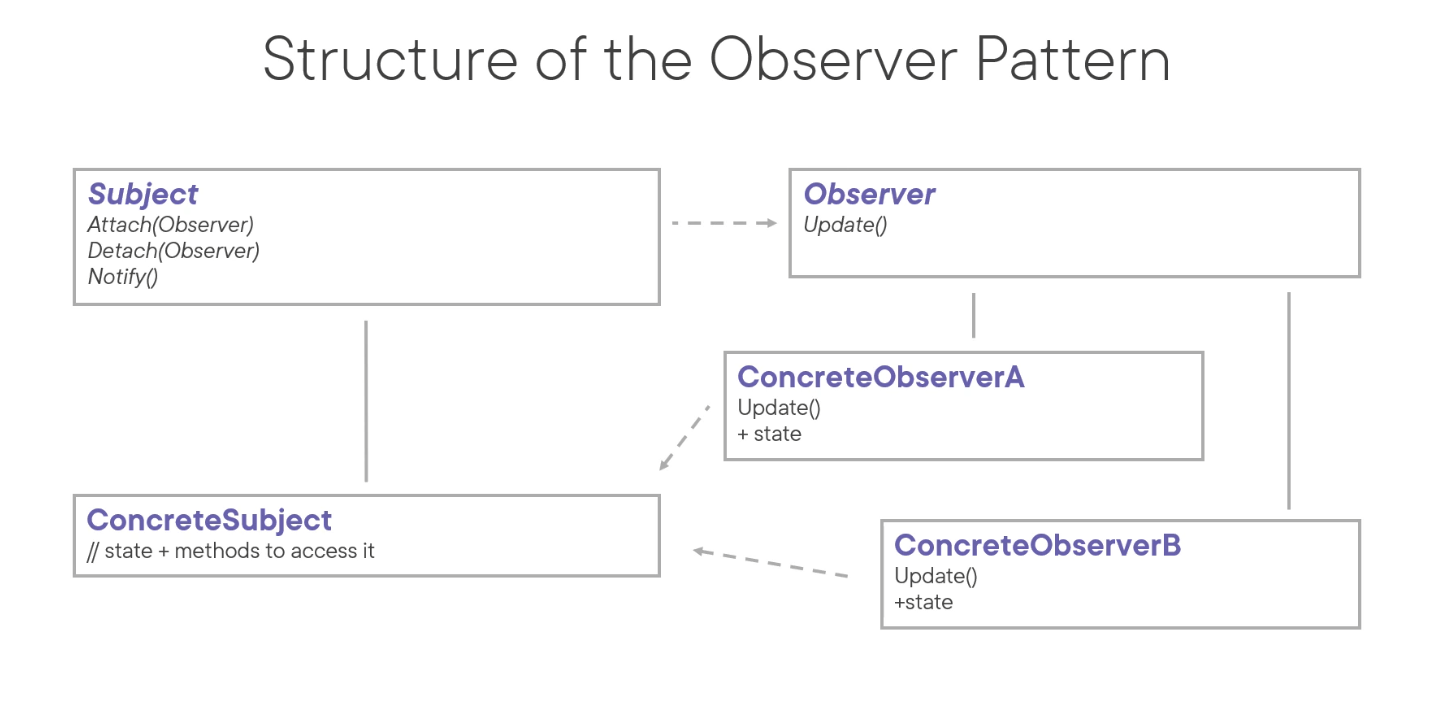 Structure of the Observer Pattern
Subject
Attach(Observer)
Detach(Observer)
Notify()
Observer
Update()
ConcreteObserverA
Update()
+ state
ConcreteSubject
// state + methods to access it
ConcreteObserverB
Update()
+state